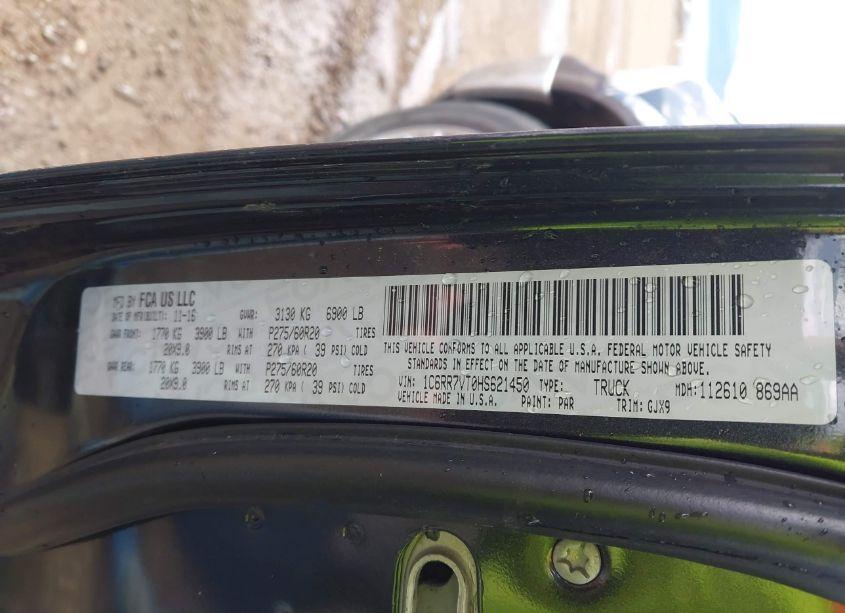 MFD BY FCA US LLC
DATE OF MFR(BUILT): 11-16 GVWR: 3130 KG 6900 LB
GAWR FRONT: 1770 KG 3900 LB WITH P275/60R20 TIRES
20X9.0 RIMS AT 270 KPA( 39 PSI) COLD
GAWR REAR: 1770 KG 3900 LB WITH P275/60R20 TIRES
20X9.0 RIMS AT 270 KPA( 39 PSI) COLD
THIS VEHICLE CONFORMS TO ALL APPLICABLE U.S.A. FEDERAL MOTOR VEHICLE SAFETY
STANDARDS IN EFFECT ON THE DATE OF MANUFACTURE SHOWN ABOVE.
VIN: 1C6RR7VT0HS621450 TYPE: TRUCK MDH:112610 869AA
VEHICLE MADE IN U.S.A. PAINT: PAR TRIM: GJX9